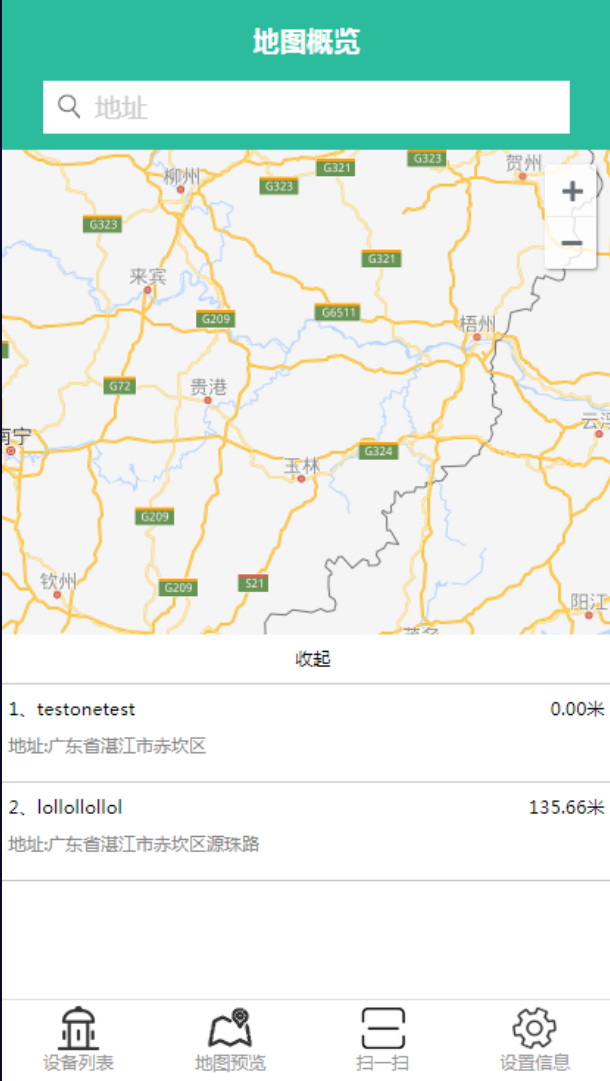 地图概览
地址
G321
G323
G323
贺州
柳州
G323
G321
来宾
G209
G6511
梧州
G72
贵港
云浮
南宁
G324
玉林
G209
钦州
G209
S21
阳江
茂名
收起
1、testonetest
0.00米
地址:广东省湛江市赤坎区
2、lollollollol
135.66米
地址:广东省湛江市赤坎区源珠路
设备列表
地图预览
扫一扫
设置信息